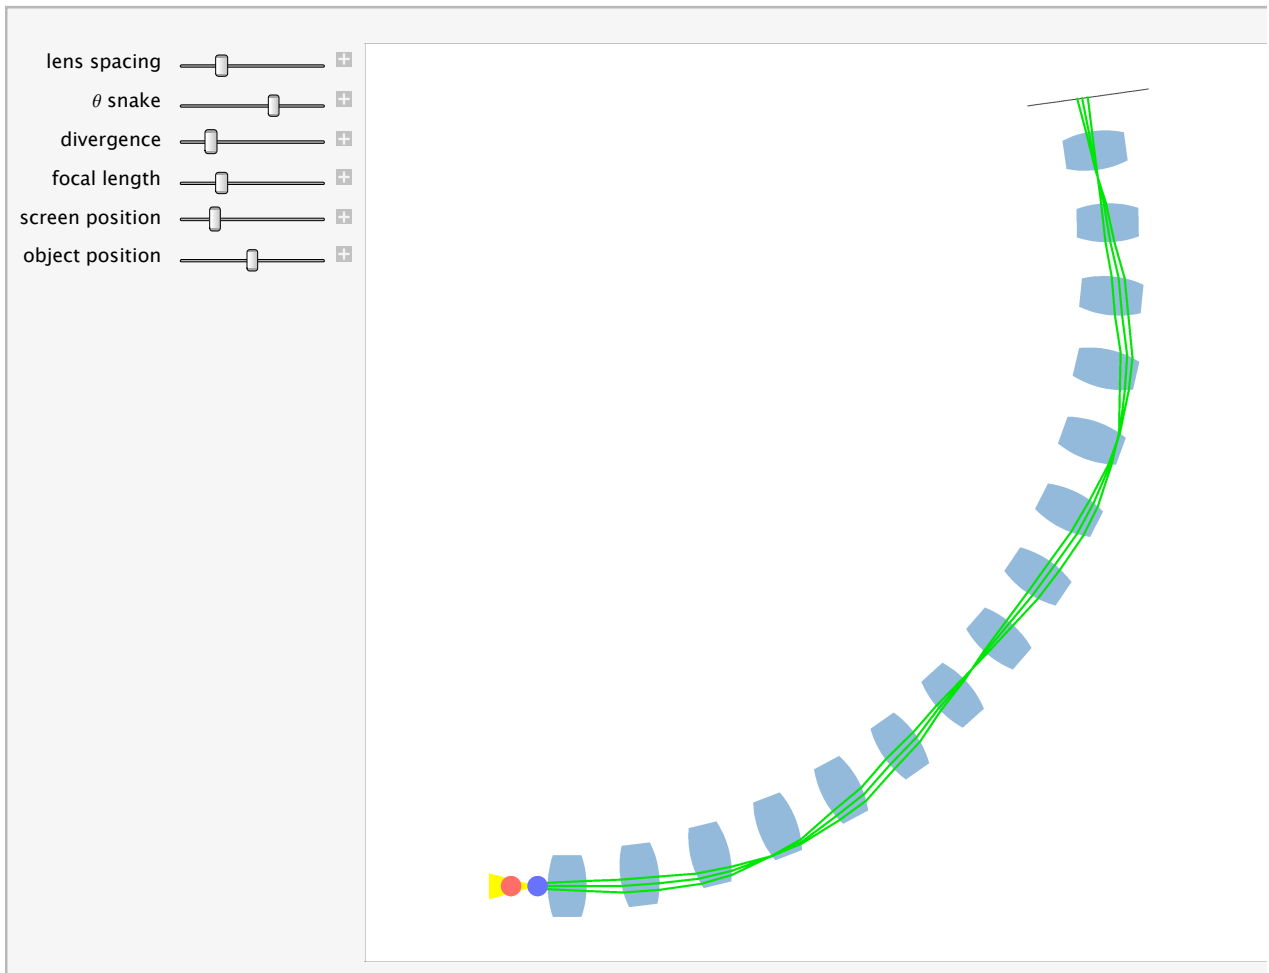 lens spacing
θ snake
divergence
focal length
screen position
object position